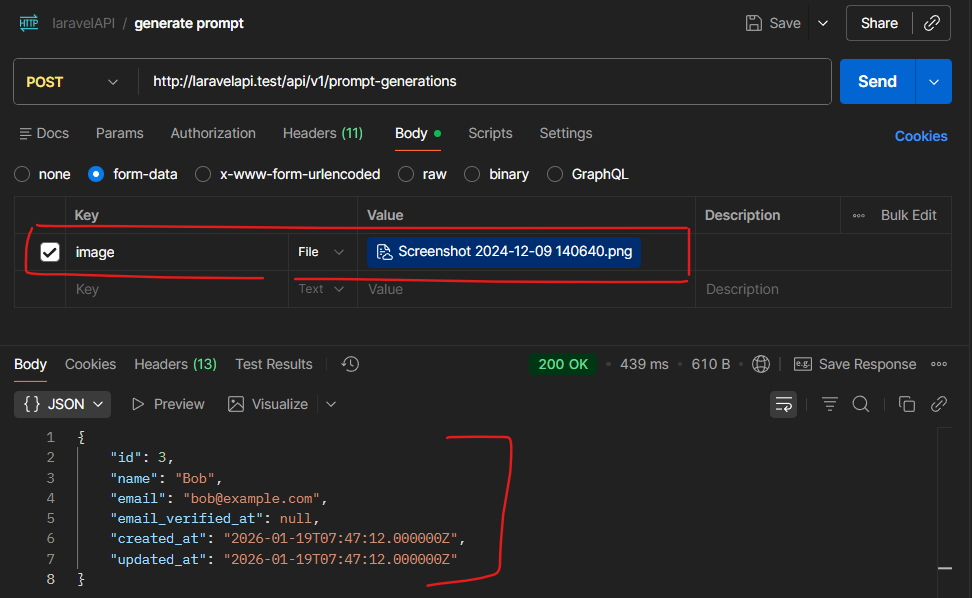 HTTP laravelAPI / generate prompt Save Share
POST http://laravelapi.test/api/v1/prompt-generations Send
Docs Params Authorization Headers (11) Body Scripts Settings Cookies
none form-data x-www-form-urlencoded raw binary GraphQL
Key Value Description Bulk Edit
image File Screenshot 2024-12-09 140640.png
Key Text Value Description
Body Cookies Headers (13) Test Results 200 OK 439 ms 610 B e.g. Save Response
{} JSON Preview Visualize
1 {
2 "id": 3,
3 "name": "Bob",
4 "email": "bob@example.com",
5 "email_verified_at": null,
6 "created_at": "2026-01-19T07:47:12.000000Z",
7 "updated_at": "2026-01-19T07:47:12.000000Z"
8 }